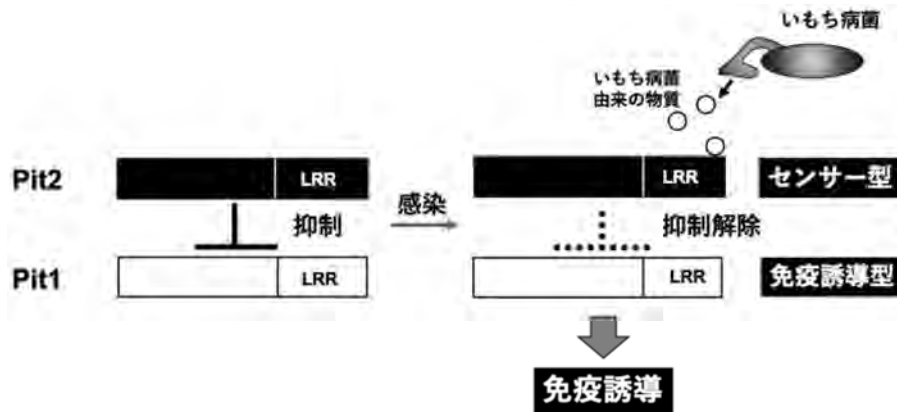 いもち病菌
いもち病菌
由来の物質
Pit2
LRR
LRR
センサー型
抑制
感染
抑制解除
Pit1
LRR
LRR
免疫誘導型
免疫誘導